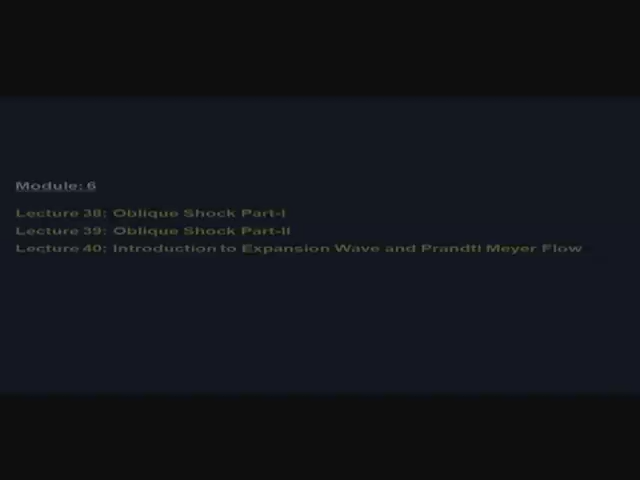 Module: 6
Lecture 38: Oblique Shock Part-I
Lecture 39: Oblique Shock Part-II
Lecture 40: Introduction to Expansion Wave and Prandtl Meyer Flow